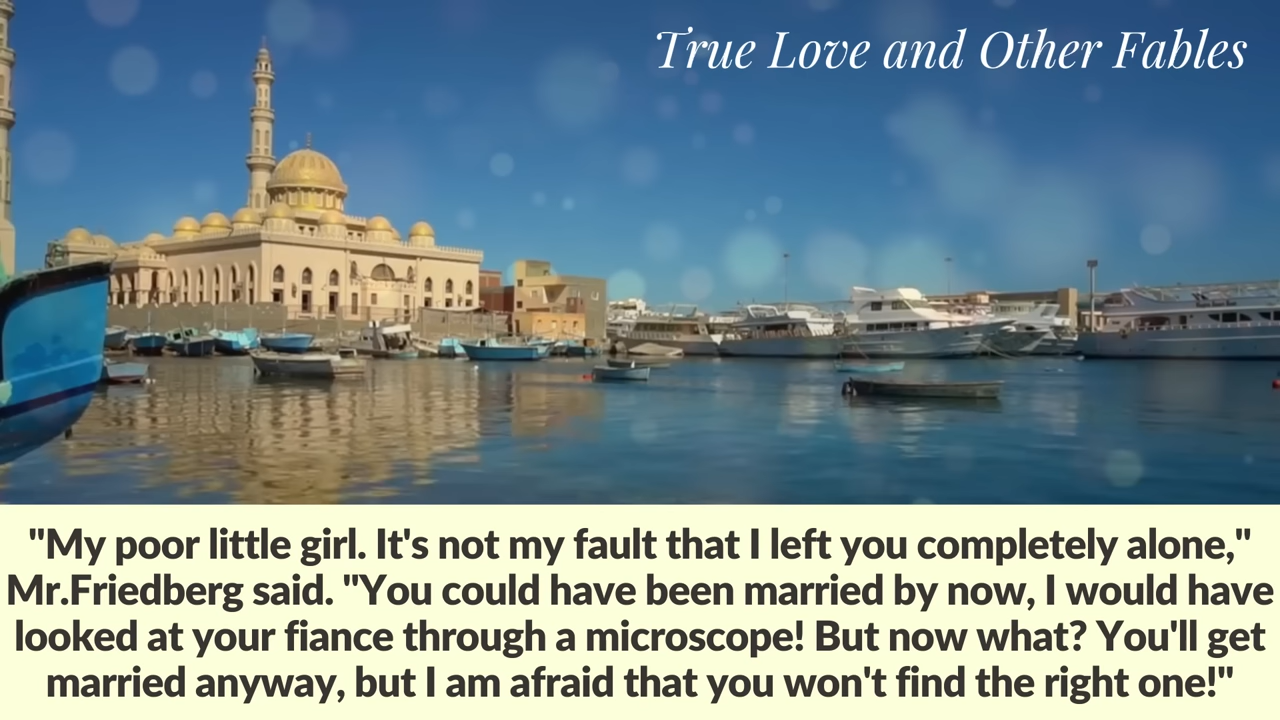 True Love and Other Fables
"My poor little girl. It's not my fault that I left you completely alone,"
Mr.Friedberg said. "You could have been married by now, I would have
looked at your fiance through a microscope! But now what? You'll get
married anyway, but I am afraid that you won't find the right one!"